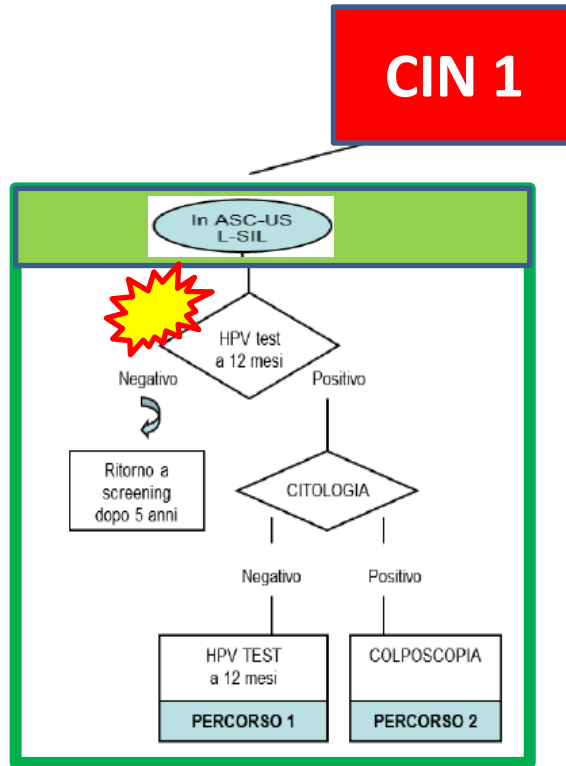 CIN 1
In ASC-US
L-SIL
HPV test
a 12 mesi
Negativo
Positivo
Ritorno a
screening
dopo 5 anni
CITOLOGIA
Negativo
Positivo
HPV TEST
a 12 mesi
COLPOSCOPIA
PERCORSO 1
PERCORSO 2